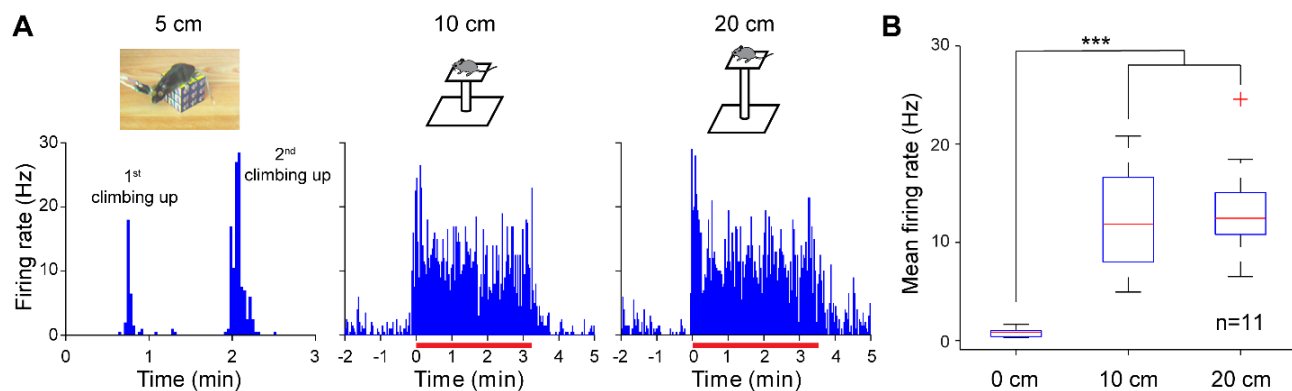 A
5 cm
10 cm
20 cm
Firing rate (Hz)
30
20
10
0
1st
climbing up
2nd
climbing up
0 1 2 3
Time (min)
-2 -1 0 1 2 3 4 5
Time (min)
-2 -1 0 1 2 3 4 5
Time (min)
B
Mean firing rate (Hz)
30
20
10
0
***
n=11
0 cm 10 cm 20 cm